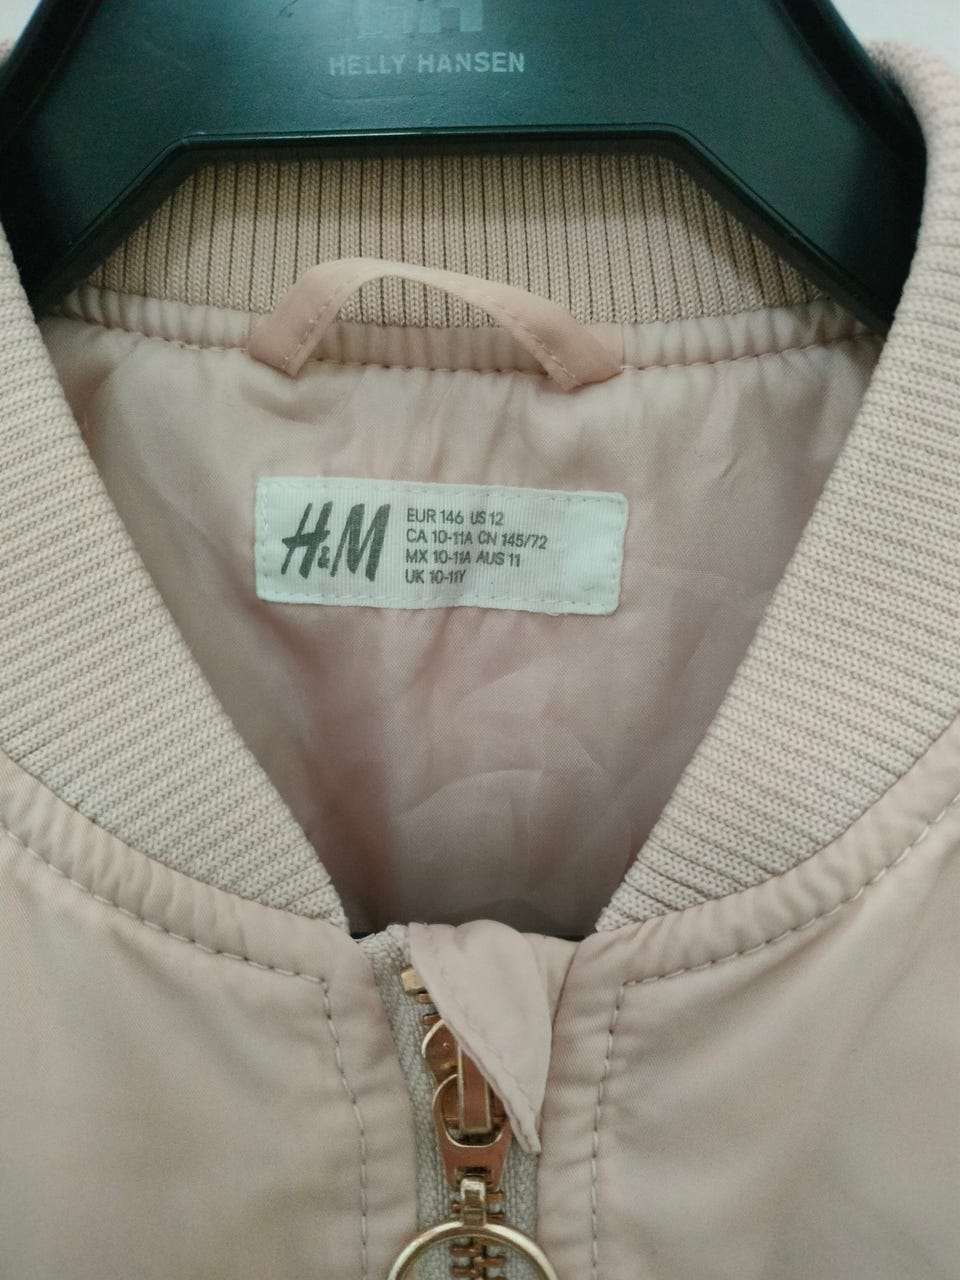 HELLY HANSEN
H&M
EUR 146 US 12
CA 10-11A CN 145/72
MX 10-11A AUS 11
UK 10-11Y